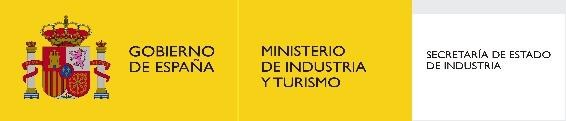 GOBIERNO
DE ESPAÑA
MINISTERIO
DE INDUSTRIA
Y TURISMO
SECRETARÍA DE ESTADO
DE INDUSTRIA